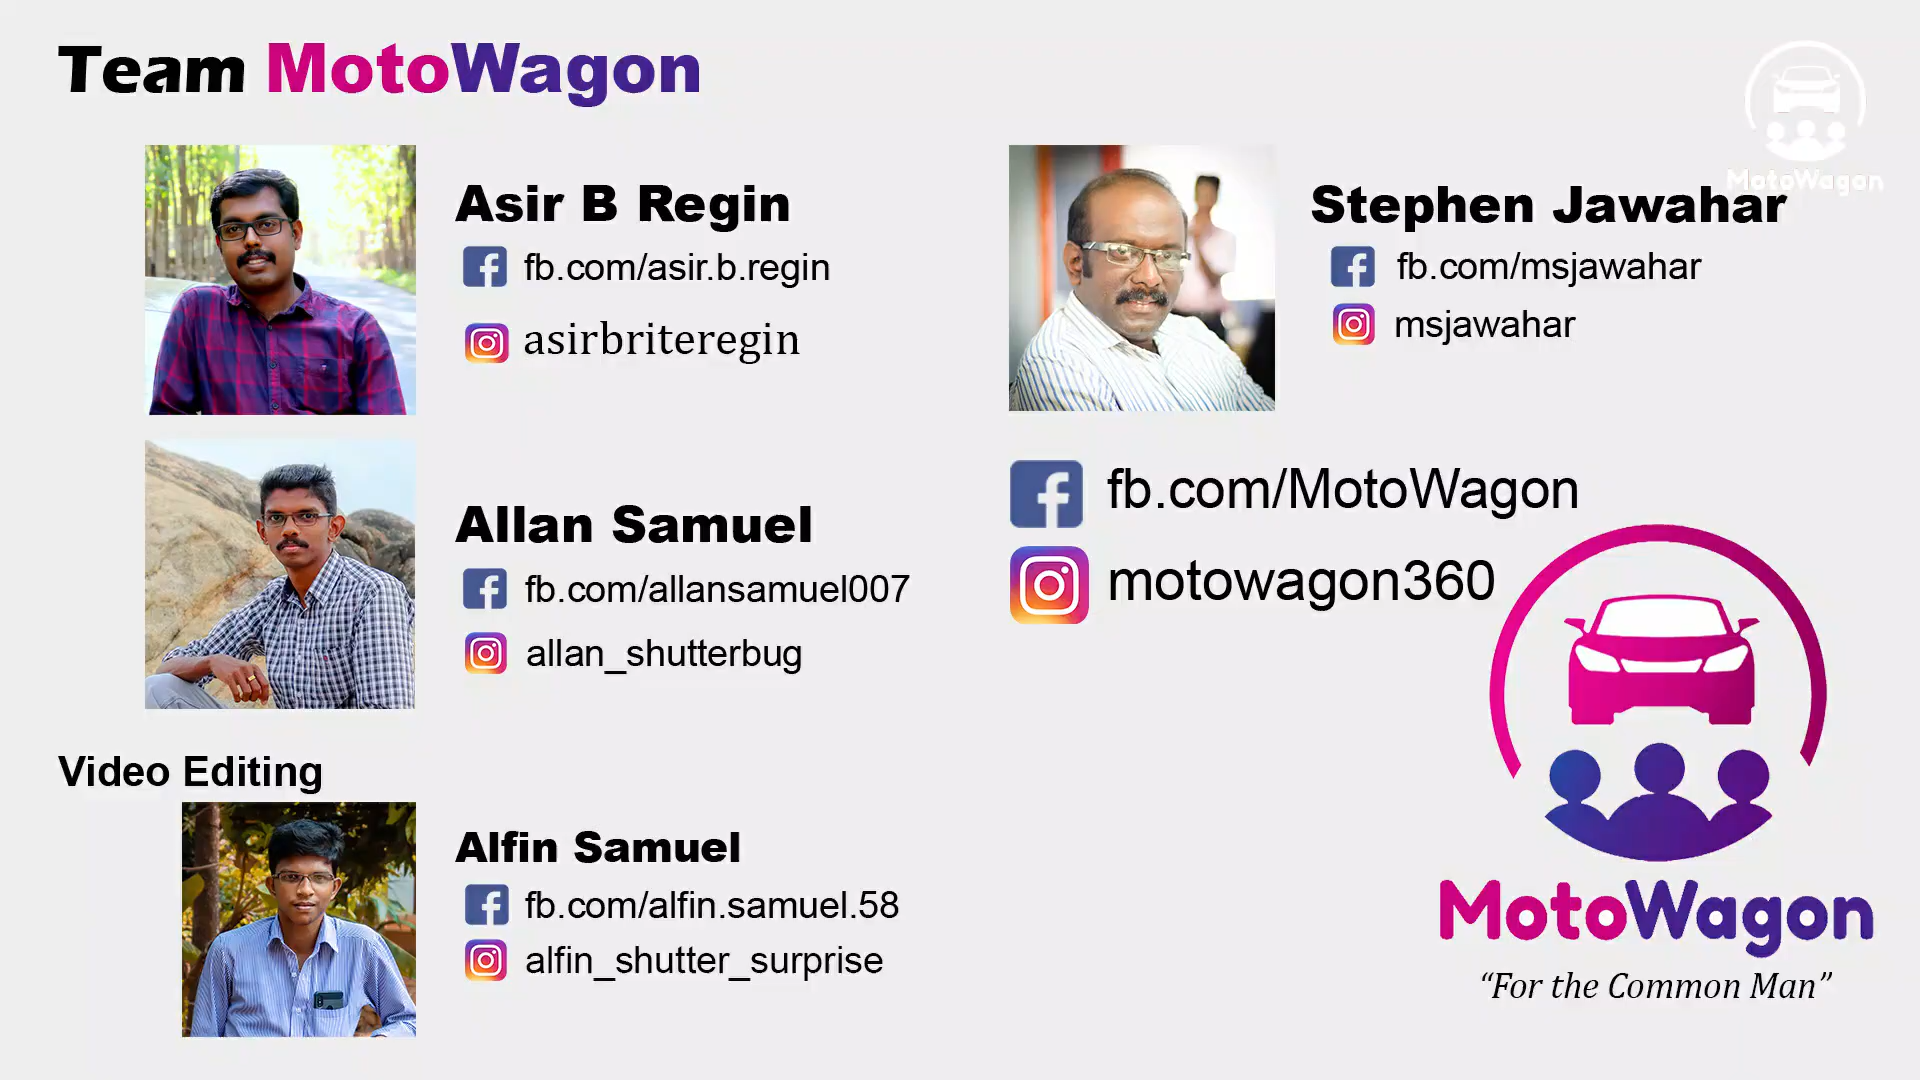 Team MotoWagon
MotoWagon
Asir B Regin
fb.com/asir.b.regin
asirbriteregin
Stephen Jawahar
fb.com/msjawahar
msjawahar
Allan Samuel
fb.com/allansamuel007
allan_shutterbug
fb.com/MotoWagon
motowagon360
Video Editing
Alfin Samuel
fb.com/alfin.samuel.58
alfin_shutter_surprise
MotoWagon
“For the Common Man”